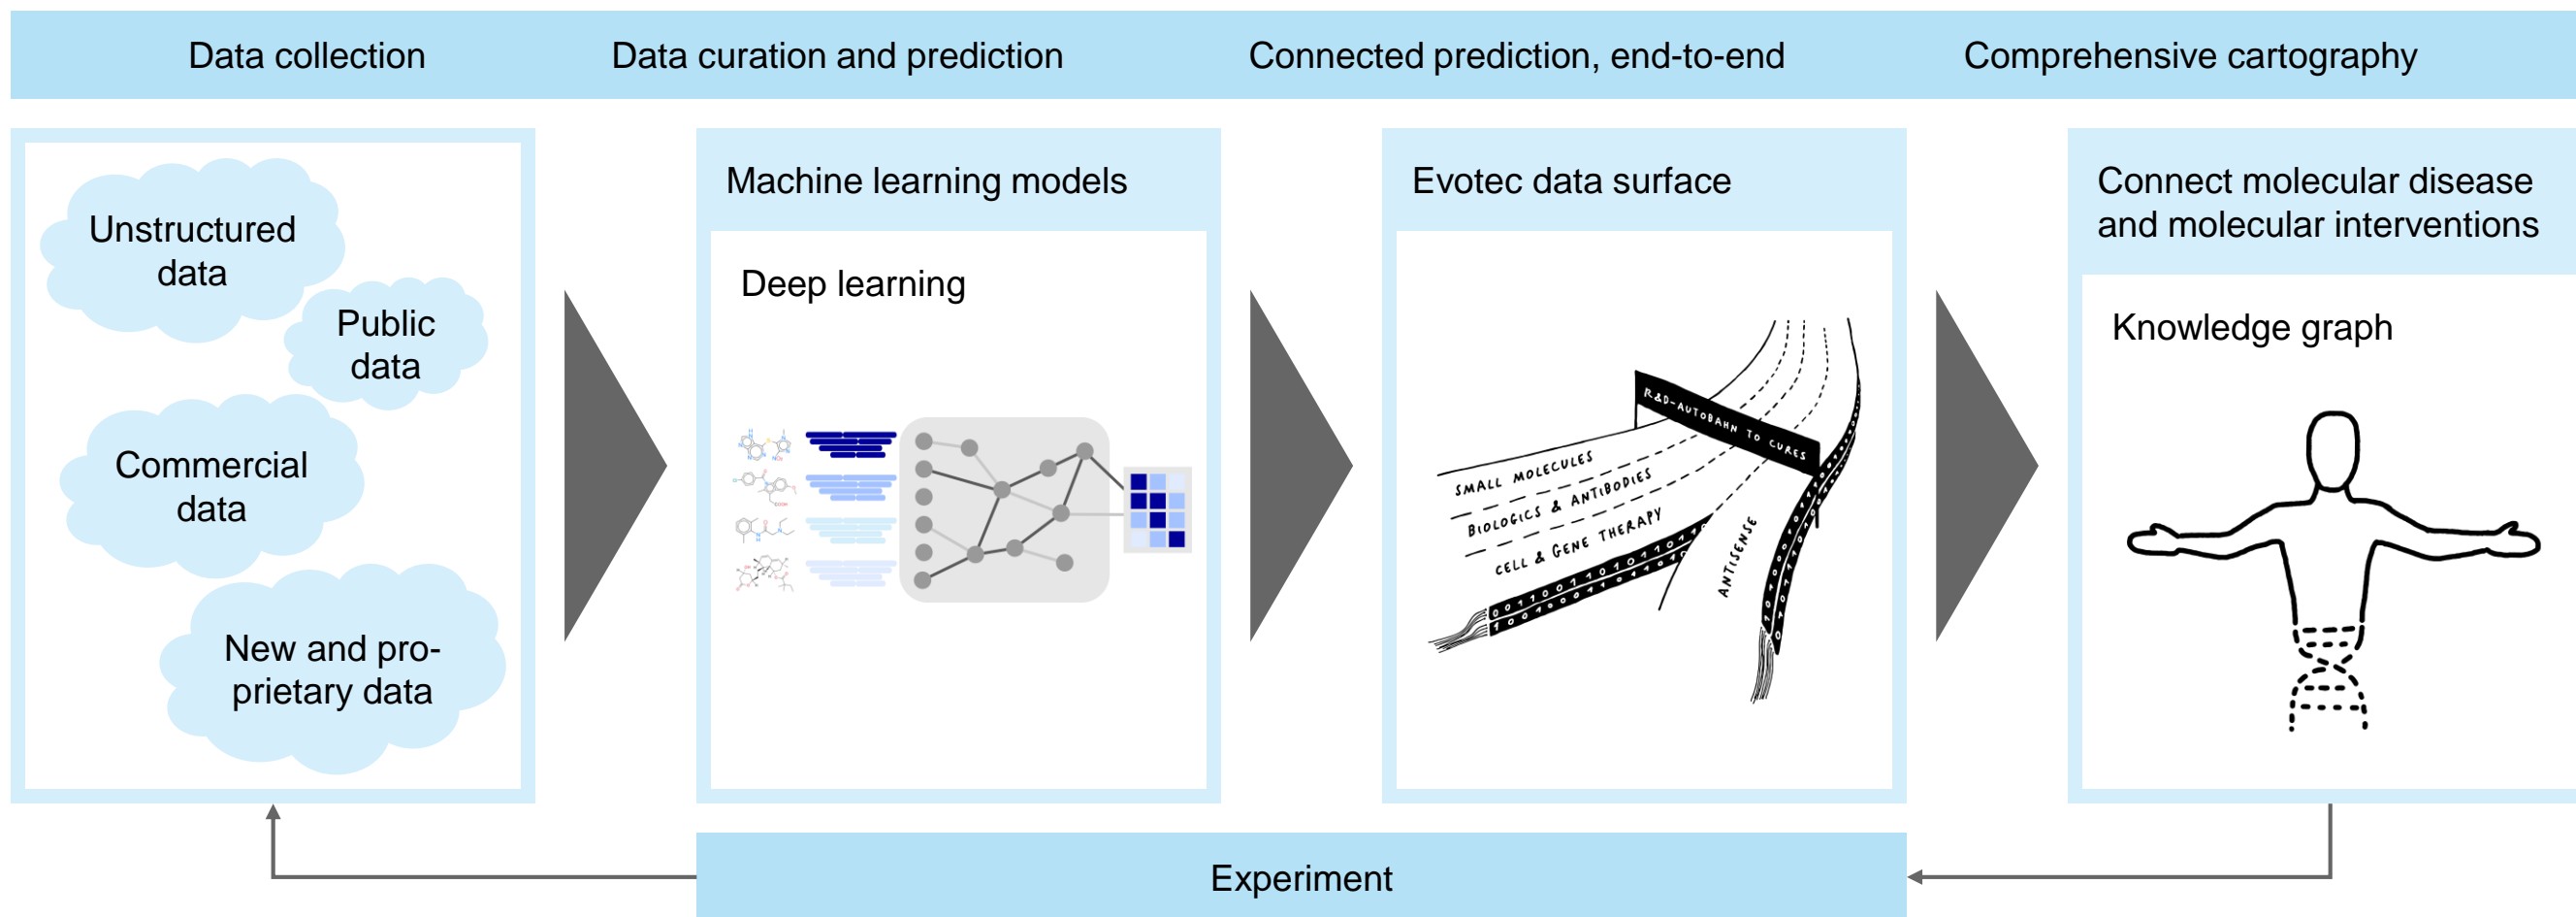 Data collection
Data curation and prediction
Connected prediction, end-to-end
Comprehensive cartography
Unstructured
data
Public
data
Commercial
data
New and pro-
prietary data
Machine learning models
Deep learning
Evotec data surface
R&D-AUTOBAHN TO CURES
SMALL MOLECULES
BIOLOGICS & ANTIBODIES
CELL & GENE THERAPY
ANTISENSE
Connect molecular disease
and molecular interventions
Knowledge graph
Experiment